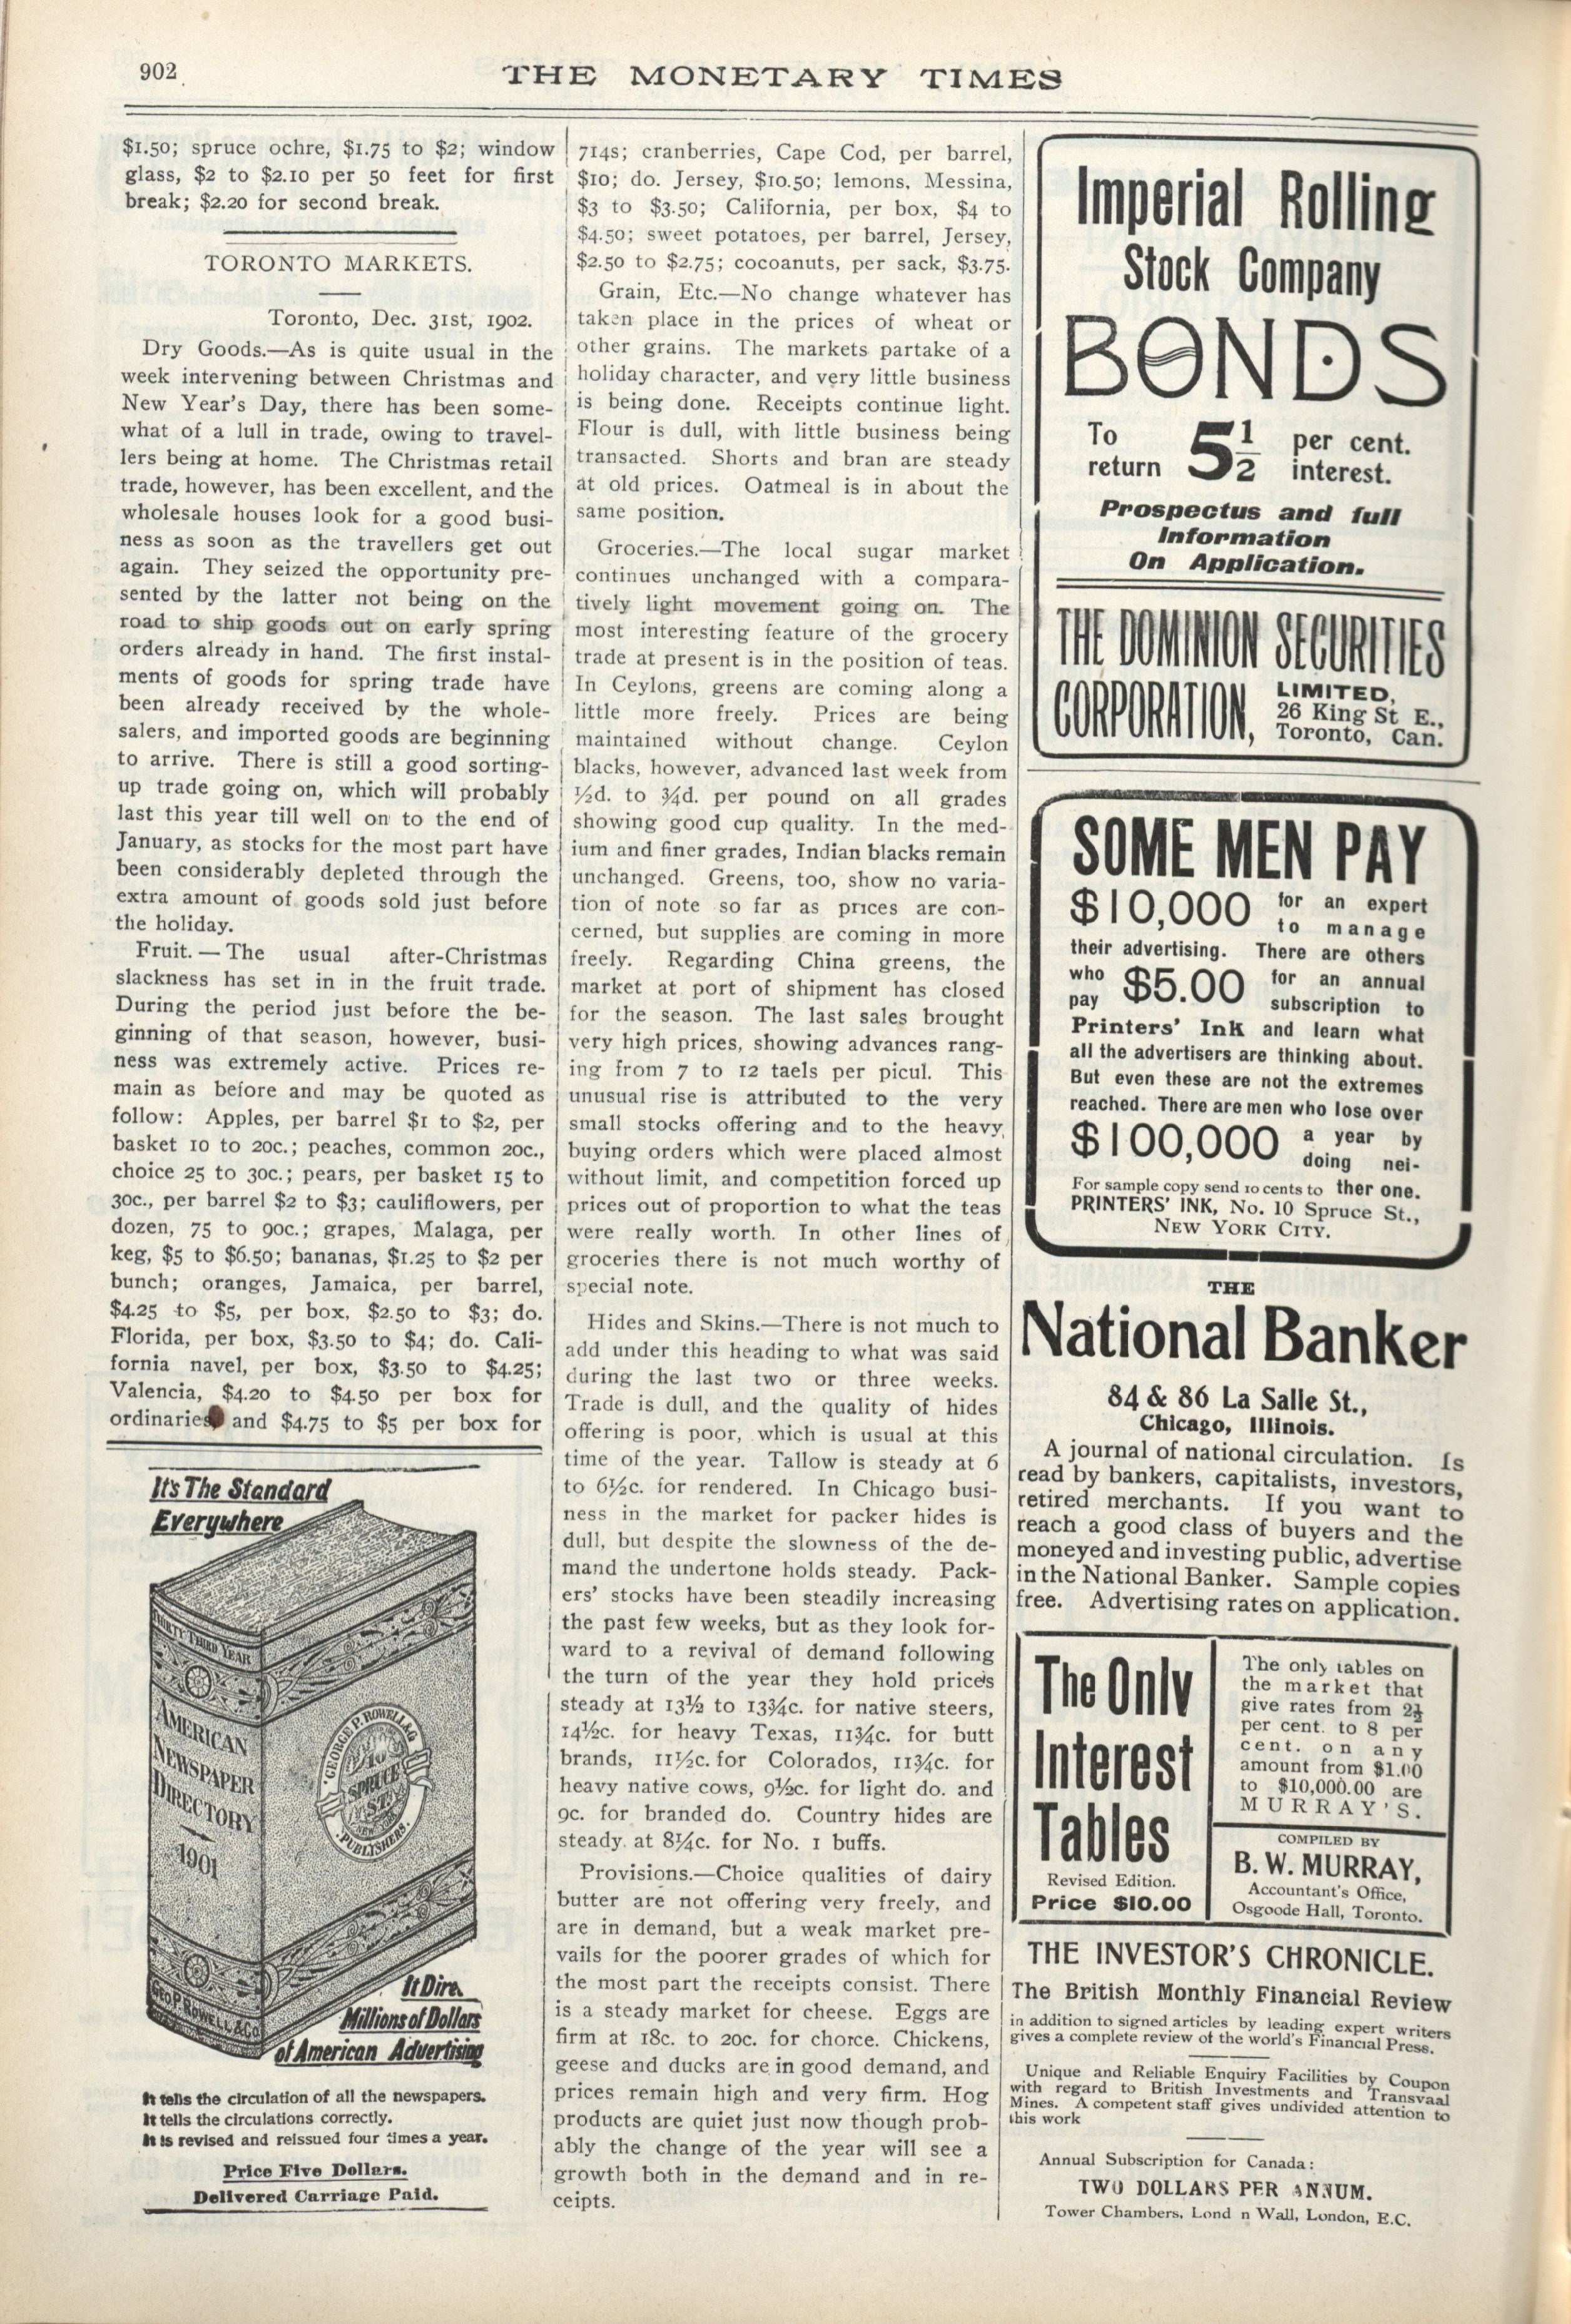 902
THE MONETARY TIMES
$1.50; spruce ochre, $1.75 to $2; window
glass, $2 to $2.10 per 50 feet for first
break; $2.20 for second break.
TORONTO MARKETS.
Toronto, Dec. 31st, 1902.
Dry Goods.—As is quite usual in the
week intervening between Christmas and
New Year's Day, there has been some-
what of a lull in trade, owing to travel-
lers being at home. The Christmas retail
trade, however, has been excellent, and the
wholesale houses look for a good busi-
ness as soon as the travellers get out
again. They seized the opportunity pre-
sented by the latter not being on the
road to ship goods out on early spring
orders already in hand. The first instal-
ments of goods for spring trade have
been already received by the whole-
salers, and imported goods are beginning
to arrive. There is still a good sorting-
up trade going on, which will probably
last this year till well on to the end of
January, as stocks for the most part have
been considerably depleted through the
extra amount of goods sold just before
the holiday.
Fruit.—The usual after-Christmas
slackness has set in in the fruit trade.
During the period just before the be-
ginning of that season, however, busi-
ness was extremely active. Prices re-
main as before and may be quoted as
follow: Apples, per barrel $1 to $2, per
basket 10 to 20c.; peaches, common 20c.,
choice 25 to 30c.; pears, per basket 15 to
30c., per barrel $2 to $3; cauliflowers, per
dozen, 75 to 90c.; grapes, Malaga, per
keg, $5 to $6.50; bananas, $1.25 to $2 per
bunch; oranges, Jamaica, per barrel,
$4.25 to $5, per box, $2.50 to $3; do.
Florida, per box, $3.50 to $4; do. Cali-
fornia navel, per box, $3.50 to $4.25;
Valencia, $4.20 to $4.50 per box for
ordinaries and $4.75 to $5 per box for
It's The Standard
Everywhere
THIRTY THIRD YEAR
AMERICAN
NEWSPAPER
DIRECTORY
1901
GEORGE P. ROWELL & CO
10
SPRUCE
ST.
NEW YORK
PUBLISHERS.
GEO P. ROWELL & CO
It Dire
Millions of Dollars
of American Advertising
It tells the circulation of all the newspapers.
It tells the circulations correctly.
It is revised and reissued four times a year.
Price Five Dollars.
Delivered Carriage Paid.
714s; cranberries, Cape Cod, per barrel,
$10; do. Jersey, $10.50; lemons, Messina,
$3 to $3.50; California, per box, $4 to
$4.50; sweet potatoes, per barrel, Jersey,
$2.50 to $2.75; cocoanuts, per sack, $3.75.
Grain, Etc.—No change whatever has
taken place in the prices of wheat or
other grains. The markets partake of a
holiday character, and very little business
is being done. Receipts continue light.
Flour is dull, with little business being
transacted. Shorts and bran are steady
at old prices. Oatmeal is in about the
same position.
Groceries.—The local sugar market
continues unchanged with a compara-
tively light movement going on. The
most interesting feature of the grocery
trade at present is in the position of teas.
In Ceylons, greens are coming along a
little more freely. Prices are being
maintained without change. Ceylon
blacks, however, advanced last week from
½d. to ¾d. per pound on all grades
showing good cup quality. In the med-
ium and finer grades, Indian blacks remain
unchanged. Greens, too, show no varia-
tion of note so far as prices are con-
cerned, but supplies are coming in more
freely. Regarding China greens, the
market at port of shipment has closed
for the season. The last sales brought
very high prices, showing advances rang-
ing from 7 to 12 taels per picul. This
unusual rise is attributed to the very
small stocks offering and to the heavy
buying orders which were placed almost
without limit, and competition forced up
prices out of proportion to what the teas
were really worth. In other lines of
groceries there is not much worthy of
special note.
Hides and Skins.—There is not much to
add under this heading to what was said
during the last two or three weeks.
Trade is dull, and the quality of hides
offering is poor, which is usual at this
time of the year. Tallow is steady at 6
to 6½c. for rendered. In Chicago busi-
ness in the market for packer hides is
dull, but despite the slowness of the de-
mand the undertone holds steady. Pack-
ers' stocks have been steadily increasing
the past few weeks, but as they look for-
ward to a revival of demand following
the turn of the year they hold prices
steady at 13½ to 13¾c. for native steers,
14½c. for heavy Texas, 11¾c. for butt
brands, 11½c. for Colorados, 11¾c. for
heavy native cows, 9½c. for light do. and
9c. for branded do. Country hides are
steady at 8¼c. for No. 1 buffs.
Provisions.—Choice qualities of dairy
butter are not offering very freely, and
are in demand, but a weak market pre-
vails for the poorer grades of which for
the most part the receipts consist. There
is a steady market for cheese. Eggs are
firm at 18c. to 20c. for chorce. Chickens,
geese and ducks are in good demand, and
prices remain high and very firm. Hog
products are quiet just now though prob-
ably the change of the year will see a
growth both in the demand and in re-
ceipts.
Imperial Rolling
Stock Company
BONDS
To return 5½ per cent. interest.
Prospectus and full
Information
On Application.
THE DOMINION SECURITIES
CORPORATION, LIMITED,
26 King St E.,
Toronto, Can.
SOME MEN PAY
$10,000 for an expert
to manage
their advertising. There are others
who pay $5.00 for an annual
subscription to
Printers' Ink and learn what
all the advertisers are thinking about.
But even these are not the extremes
reached. There are men who lose over
$100,000 a year by
doing nei-
For sample copy send 10 cents to ther one.
PRINTERS' INK, No. 10 Spruce St.,
NEW YORK CITY.
THE
National Banker
84 & 86 La Salle St.,
Chicago, Illinois.
A journal of national circulation. Is
read by bankers, capitalists, investors,
retired merchants. If you want to
reach a good class of buyers and the
moneyed and investing public, advertise
in the National Banker. Sample copies
free. Advertising rates on application.
The Only
Interest
Tables
Revised Edition.
Price $10.00
The only tables on
the market that
give rates from 2½
per cent. to 8 per
cent. on any
amount from $1.00
to $10,000.00 are
MURRAY'S.
COMPILED BY
B. W. MURRAY,
Accountant's Office,
Osgoode Hall, Toronto.
THE INVESTOR'S CHRONICLE.
The British Monthly Financial Review
in addition to signed articles by leading expert writers
gives a complete review of the world's Financial Press.
Unique and Reliable Enquiry Facilities by Coupon
with regard to British Investments and Transvaal
Mines. A competent staff gives undivided attention to
this work
Annual Subscription for Canada:
TWO DOLLARS PER ANNUM.
Tower Chambers, Lond n Wall, London, E.C.